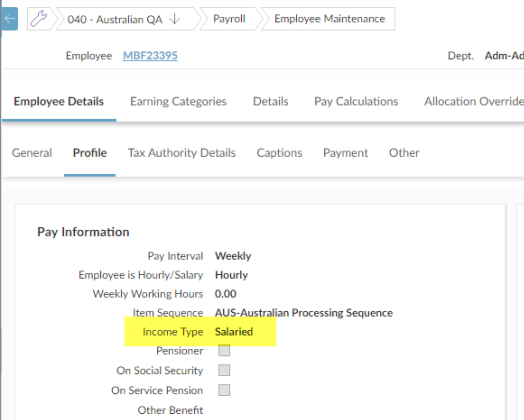 040 - Australian QA Payroll Employee Maintenance
Employee MBF23395 Dept. Adm-Ad
Employee Details Earning Categories Details Pay Calculations Allocation Override
General Profile Tax Authority Details Captions Payment Other
Pay Information
Pay Interval Weekly
Employee is Hourly/Salary Hourly
Weekly Working Hours 0.00
Item Sequence AUS-Australian Processing Sequence
Income Type Salaried
Pensioner
On Social Security
On Service Pension
Other Benefit